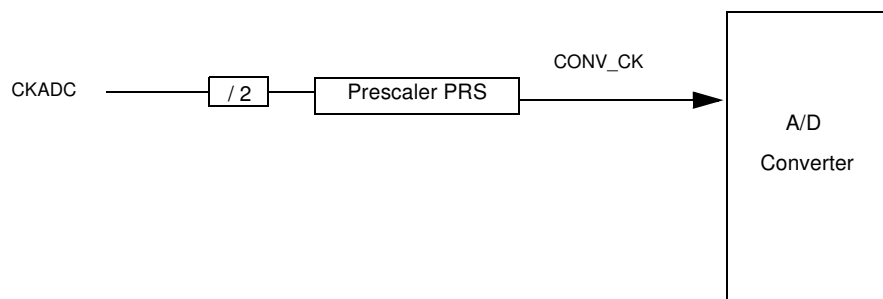 CONV_CK
CKADC
/ 2
Prescaler PRS
A/D
Converter